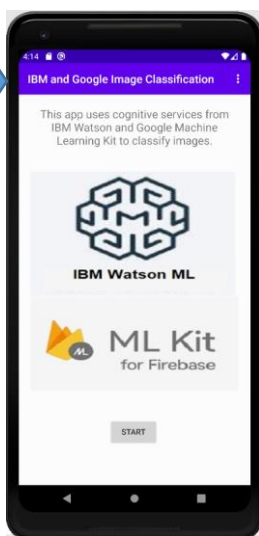 4:14
IBM and Google Image Classification
This app uses cognitive services from
IBM Watson and Google Machine
Learning Kit to classify images.
IBM Watson ML
M
ML Kit
for Firebase
START